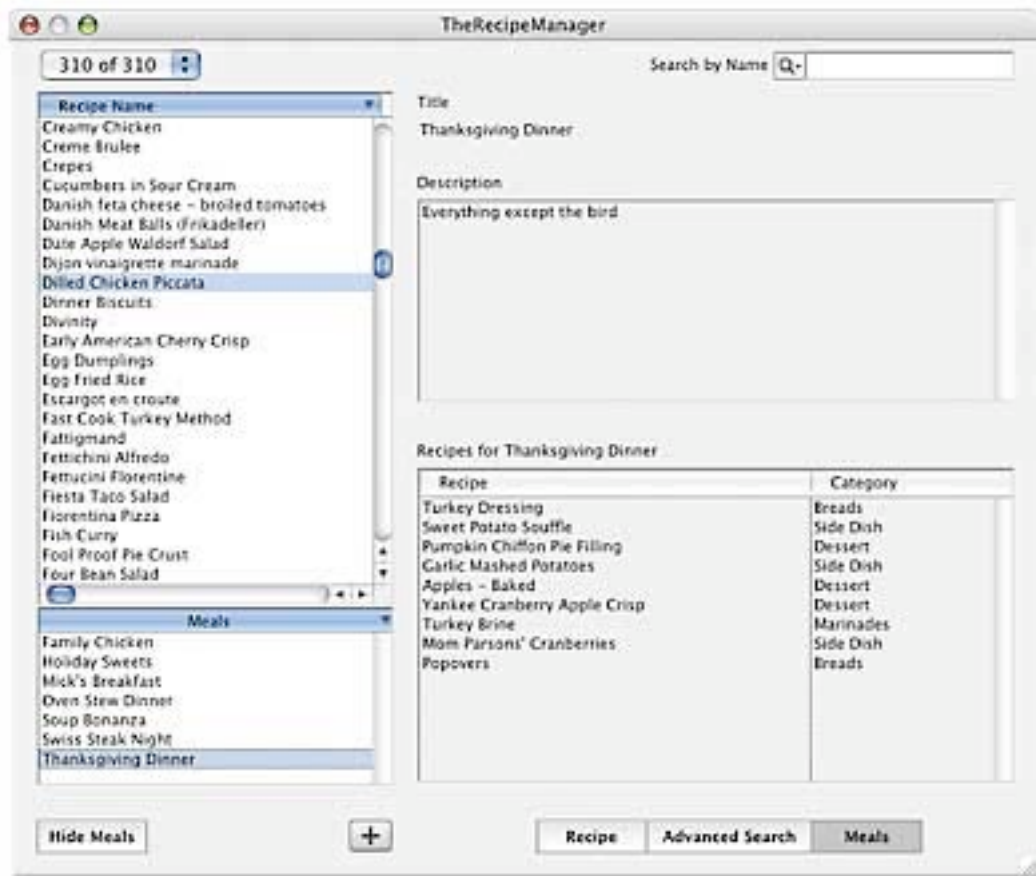 TheRecipeManager
310 of 310
Search by Name
Recipe Name
Creamy Chicken
Creme Brulee
Crepes
Cucumbers in Sour Cream
Danish feta cheese - broiled tomatoes
Danish Meat Balls (Frikadeller)
Date Apple Waldorf Salad
Dijon vinaigrette marinade
Dilled Chicken Piccata
Dinner Biscuits
Divinity
Early American Cherry Crisp
Egg Dumplings
Egg Fried Rice
Escargot en croute
Fast Cook Turkey Method
Fattigmand
Fettichini Alfredo
Fettucini Florentine
Fiesta Taco Salad
Fiorentina Pizza
Fish Curry
Fool Proof Pie Crust
Four Bean Salad
Meals
Family Chicken
Holiday Sweets
Mick's Breakfast
Oven Stew Dinner
Soup Bonanza
Swiss Steak Night
Thanksgiving Dinner
Hide Meals
+
Title
Thanksgiving Dinner
Description
Everything except the bird
Recipes for Thanksgiving Dinner
Recipe Category
Turkey Dressing Breads
Sweet Potato Souffle Side Dish
Pumpkin Chiffon Pie Filling Dessert
Garlic Mashed Potatoes Side Dish
Apples - Baked Dessert
Yankee Cranberry Apple Crisp Dessert
Turkey Brine Marinades
Mom Parsons' Cranberries Side Dish
Popovers Breads
Recipe Advanced Search Meals